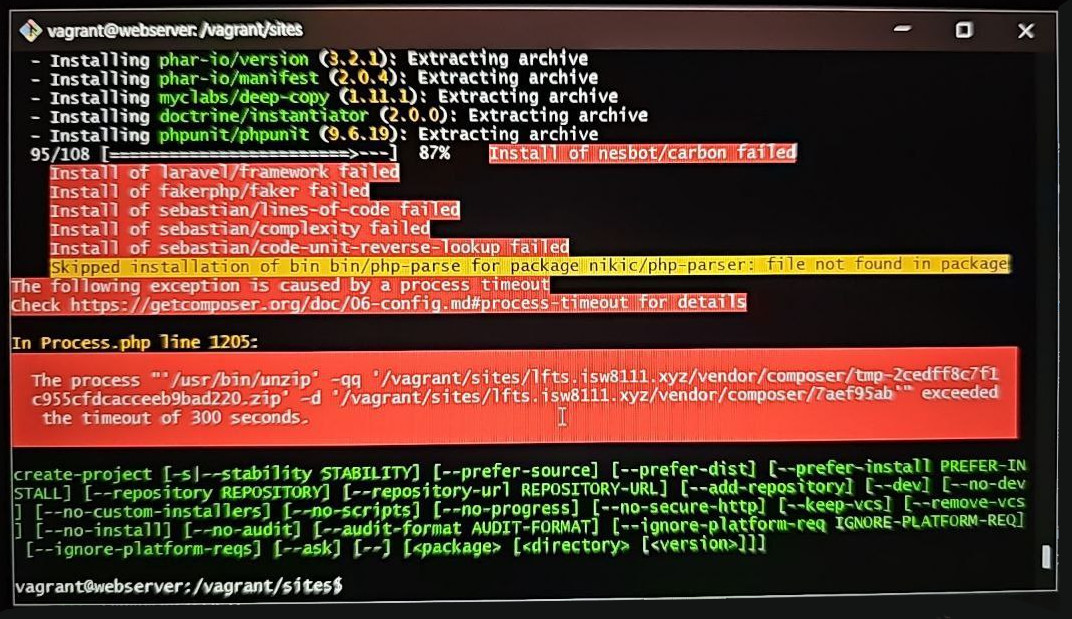 vagrant@webserver: /vagrant/sites
- Installing phar-io/version (3.2.1): Extracting archive
- Installing phar-io/manifest (2.0.4): Extracting archive
- Installing myclabs/deep-copy (1.11.1): Extracting archive
- Installing doctrine/instantiator (2.0.0): Extracting archive
- Installing phpunit/phpunit (9.6.19): Extracting archive
95/108 [========================>---] 87% Install of nesbot/carbon failed
Install of laravel/framework failed
Install of fakerphp/faker failed
Install of sebastian/lines-of-code failed
Install of sebastian/complexity failed
Install of sebastian/code-unit-reverse-lookup failed
Skipped installation of bin bin/php-parse for package nikic/php-parser: file not found in package
The following exception is caused by a process timeout
Check https://getcomposer.org/doc/06-config.md#process-timeout for details
In Process.php line 1205:
The process "'/usr/bin/unzip' -qq '/vagrant/sites/lfts.isw8111.xyz/vendor/composer/tmp-2cedff8c7f1
c955cfdcacceeb9bad220.zip' -d '/vagrant/sites/lfts.isw8111.xyz/vendor/composer/7aef95ab'" exceeded
the timeout of 300 seconds.
create-project [-s|--stability STABILITY] [--prefer-source] [--prefer-dist] [--prefer-install PREFER-IN
STALL] [--repository REPOSITORY] [--repository-url REPOSITORY-URL] [--add-repository] [--dev] [--no-dev
] [--no-custom-installers] [--no-scripts] [--no-progress] [--no-secure-http] [--keep-vcs] [--remove-vcs
] [--no-install] [--no-audit] [--audit-format AUDIT-FORMAT] [--ignore-platform-req IGNORE-PLATFORM-REQ]
[--ignore-platform-reqs] [--ask] [--] [<package> [<directory> [<version>]]]
vagrant@webserver:/vagrant/sites$